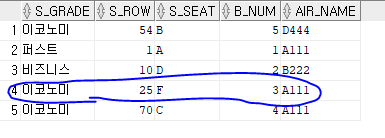 S_GRADE S_ROW S_SEAT B_NUM AIR_NAME
1 이코노미 54 B 5 D444
2 퍼스트 1 A 1 A111
3 비즈니스 10 D 2 B222
4 이코노미 25 F 3 A111
5 이코노미 70 C 4 A111